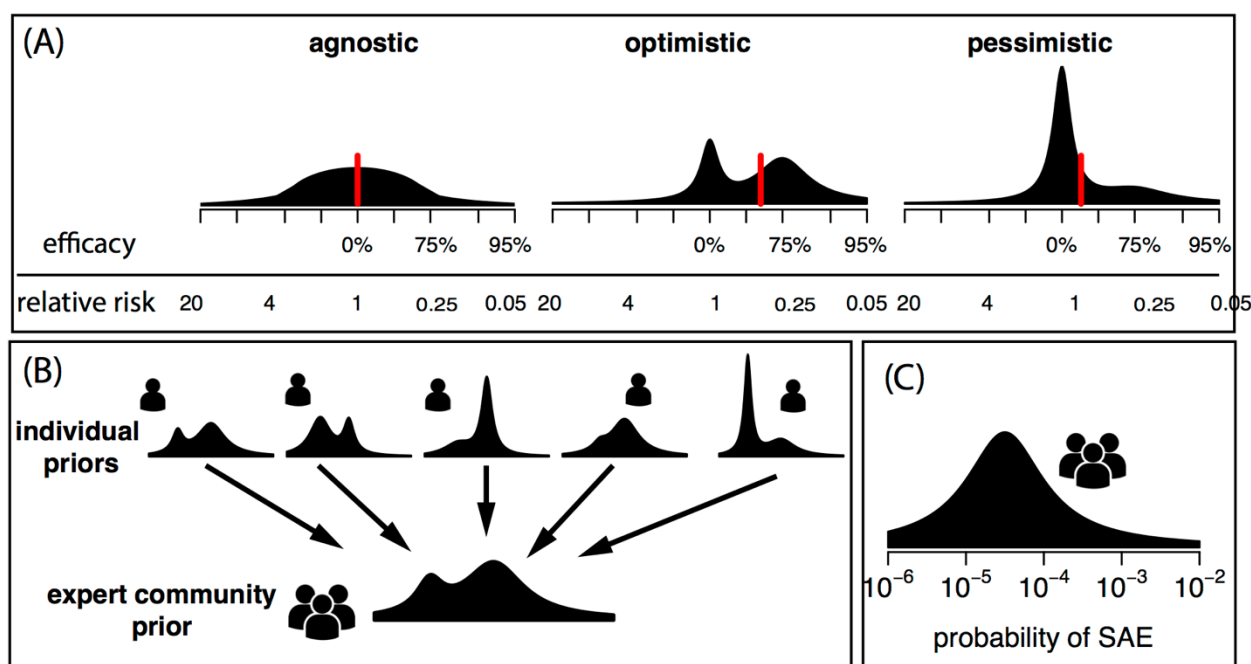 (A)
agnostic optimistic pessimistic
efficacy 0% 75% 95% 0% 75% 95% 0% 75% 95%
relative risk 20 4 1 0.25 0.05 20 4 1 0.25 0.05 20 4 1 0.25 0.05
(B)
individual
priors
expert community
prior
(C)
10⁻⁶ 10⁻⁵ 10⁻⁴ 10⁻³ 10⁻²
probability of SAE